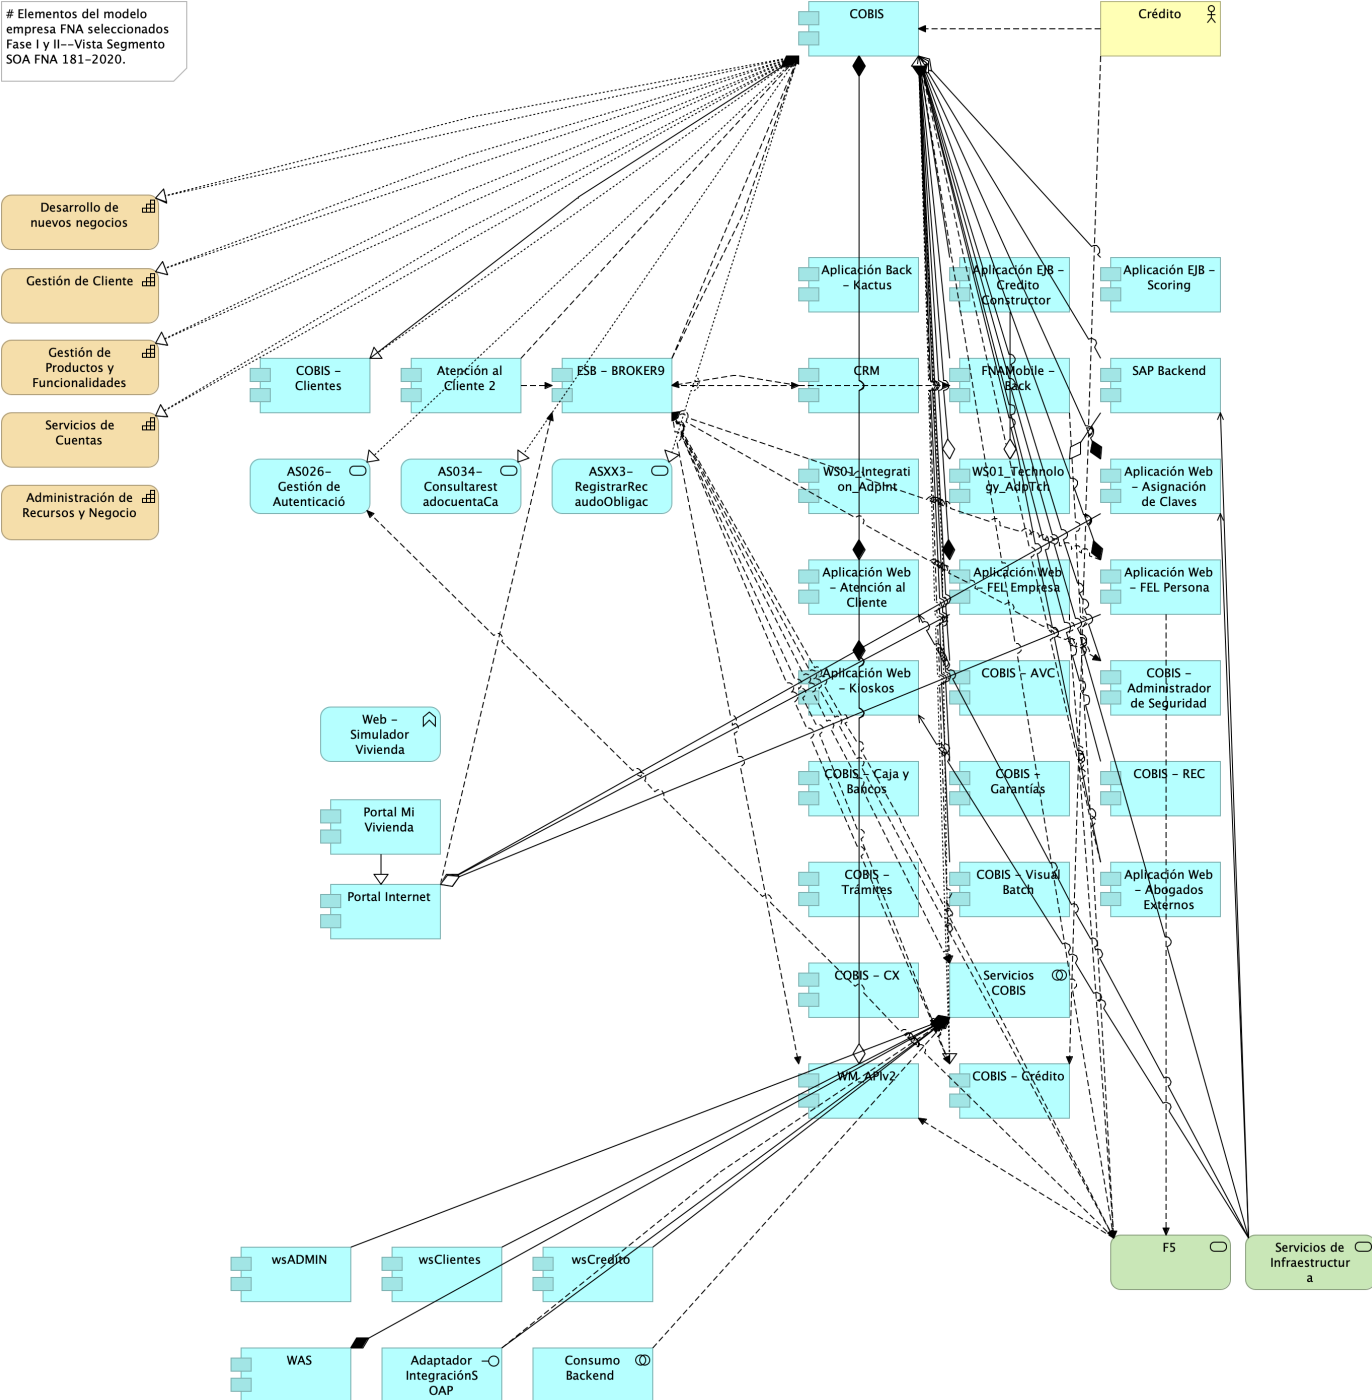 # Elementos del modelo
empresa FNA seleccionados
Fase I y II--Vista Segmento
SOA FNA 181-2020.
COBIS
Crédito
Desarrollo de
nuevos negocios
Gestión de Cliente
Gestión de
Productos y
Funcionalidades
Servicios de
Cuentas
Administración de
Recursos y Negocio
Aplicación Back
- Kactus
Aplicación EJB -
Credito
Constructor
Aplicación EJB -
Scoring
COBIS -
Clientes
Atención al
Cliente 2
ESB - BROKER9
CRM
FNAMobile -
Back
SAP Backend
AS026-
Gestión de
Autenticació
AS034-
Consultarest
adocuentaCa
ASXX3-
RegistrarRec
audoObligac
WS01_Integrati
on_AdpInt
WS01_Technolo
gy_AdpTch
Aplicación Web
- Asignación
de Claves
Aplicación Web
- Atención al
Cliente
Aplicación Web
- FEL Empresa
Aplicación Web
- FEL Persona
Aplicación Web
- Kioskos
COBIS - AVC
COBIS -
Administrador
de Seguridad
Web -
Simulador
Vivienda
COBIS - Caja y
Bancos
COBIS -
Garantías
COBIS - REC
Portal Mi
Vivienda
Portal Internet
COBIS -
Trámites
COBIS - Visual
Batch
Aplicación Web
- Abogados
Externos
COBIS - CX
Servicios
COBIS
WM_APIv2
COBIS - Crédito
wsADMIN
wsClientes
wsCredito
F5
Servicios de
Infraestructur
a
WAS
Adaptador
IntegraciónS
OAP
Consumo
Backend